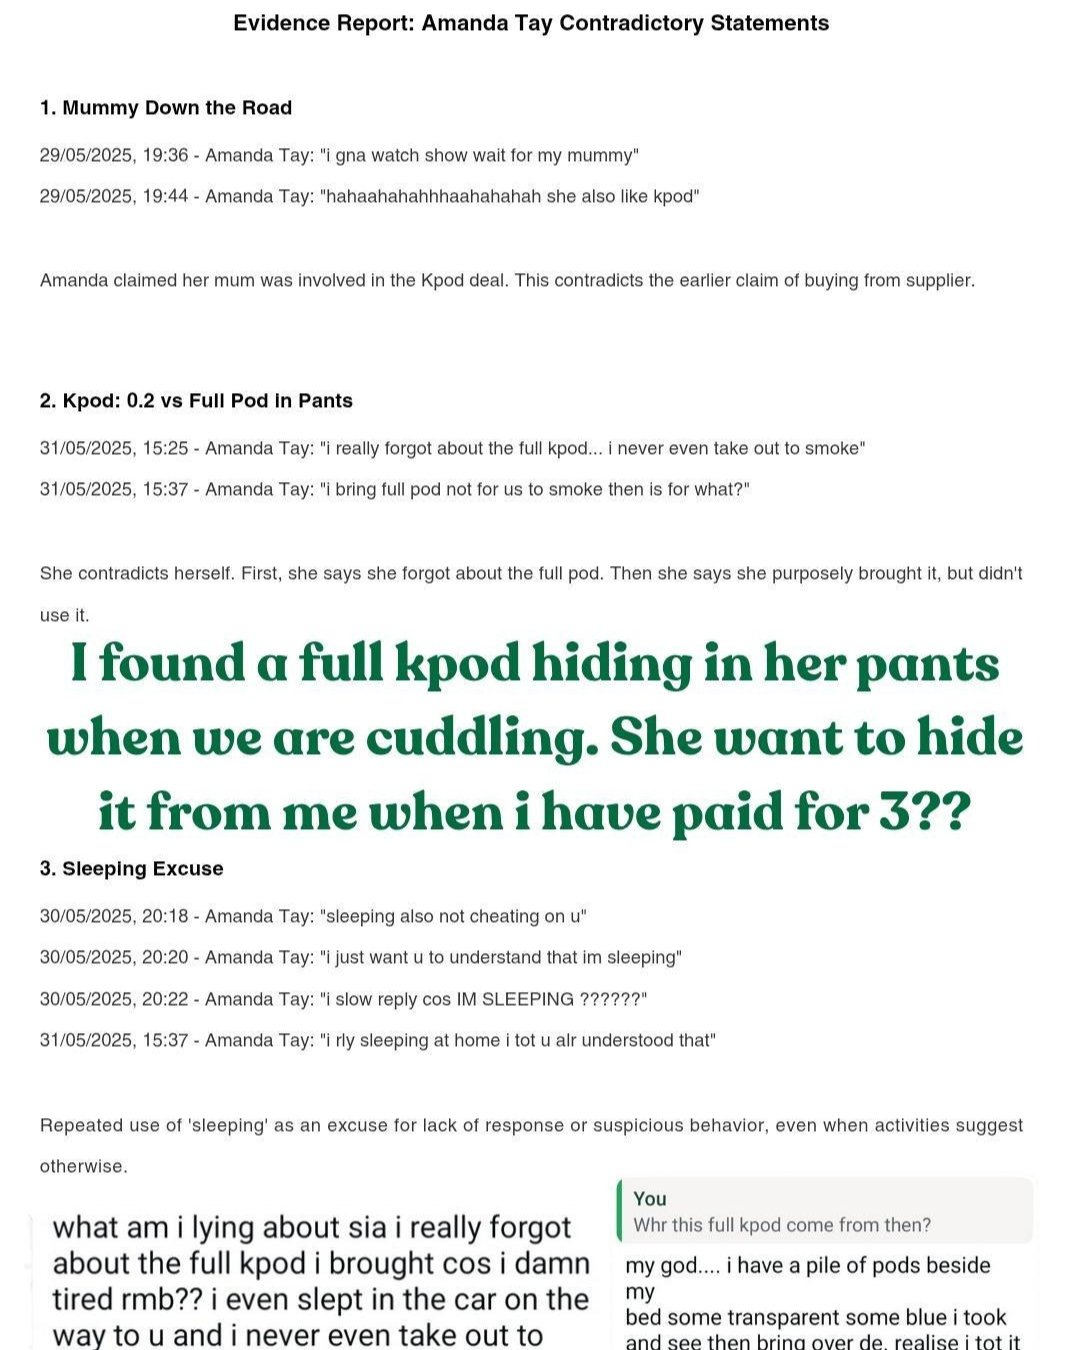 Evidence Report: Amanda Tay Contradictory Statements
1. Mummy Down the Road
29/05/2025, 19:36 - Amanda Tay: "i gna watch show wait for my mummy"
29/05/2025, 19:44 - Amanda Tay: "hahaahahahhhaahahahah she also like kpod"
Amanda claimed her mum was involved in the Kpod deal. This contradicts the earlier claim of buying from supplier.
2. Kpod: 0.2 vs Full Pod in Pants
31/05/2025, 15:25 - Amanda Tay: "i really forgot about the full kpod... i never even take out to smoke"
31/05/2025, 15:37 - Amanda Tay: "i bring full pod not for us to smoke then is for what?"
She contradicts herself. First, she says she forgot about the full pod. Then she says she purposely brought it, but didn't
use it.
I found a full kpod hiding in her pants
when we are cuddling. She want to hide
it from me when i have paid for 3??
3. Sleeping Excuse
30/05/2025, 20:18 - Amanda Tay: "sleeping also not cheating on u"
30/05/2025, 20:20 - Amanda Tay: "i just want u to understand that im sleeping"
30/05/2025, 20:22 - Amanda Tay: "i slow reply cos IM SLEEPING ??????"
31/05/2025, 15:37 - Amanda Tay: "i rly sleeping at home i tot u alr understood that"
Repeated use of 'sleeping' as an excuse for lack of response or suspicious behavior, even when activities suggest
otherwise.
what am i lying about sia i really forgot
about the full kpod i brought cos i damn
tired rmb?? i even slept in the car on the
way to u and i never even take out to
You
Whr this full kpod come from then?
my god.... i have a pile of pods beside
my
bed some transparent some blue i took
and see then bring over de. realise i tot it